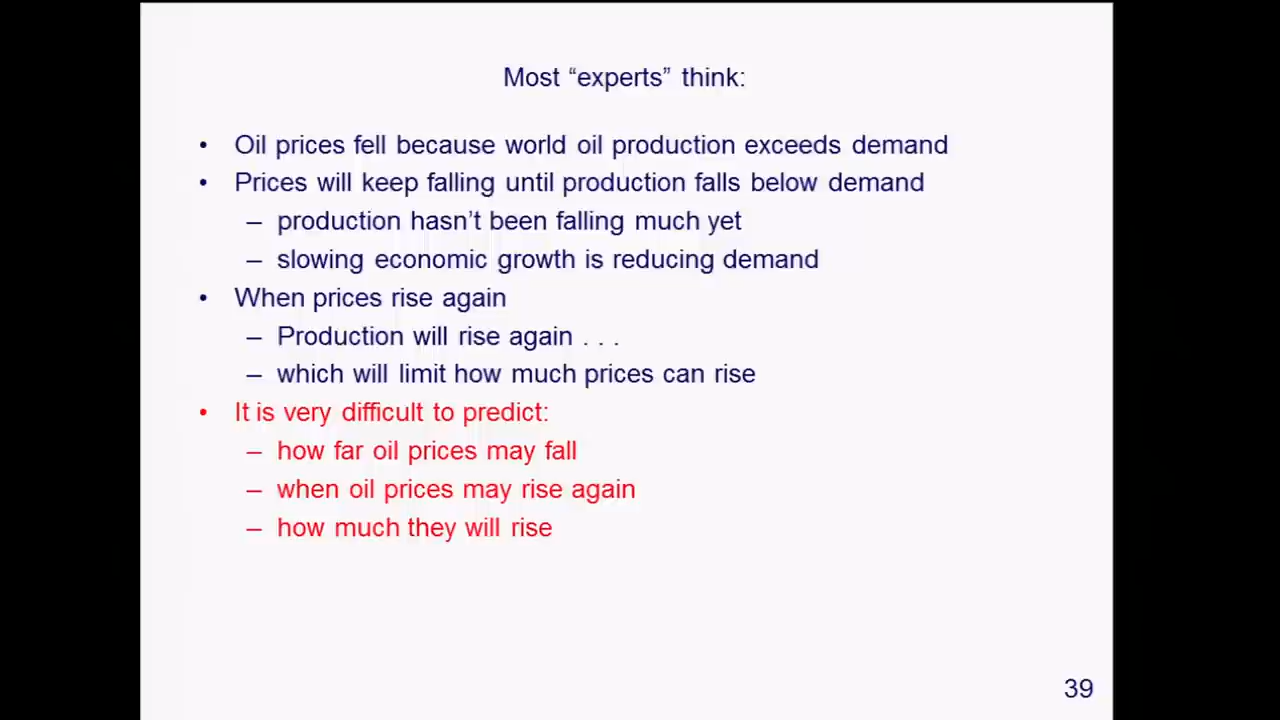 Most “experts” think:
• Oil prices fell because world oil production exceeds demand
• Prices will keep falling until production falls below demand
– production hasn’t been falling much yet
– slowing economic growth is reducing demand
• When prices rise again
– Production will rise again . . .
– which will limit how much prices can rise
• It is very difficult to predict:
– how far oil prices may fall
– when oil prices may rise again
– how much they will rise
39